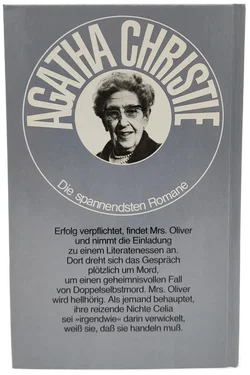 AGATHA CHRISTIE
Die spannendsten Romane
Erfolg verpflichtet, findet Mrs. Oliver
und nimmt die Einladung
zu einem Literatenessen an.
Dort dreht sich das Gespräch
plötzlich um Mord,
um einen geheimnisvollen Fall
von Doppelselbstmord. Mrs. Oliver
wird hellhörig. Als jemand behauptet,
ihre reizende Nichte Celia
sei »irgendwie« darin verwickelt,
weiß sie, daß sie handeln muß.